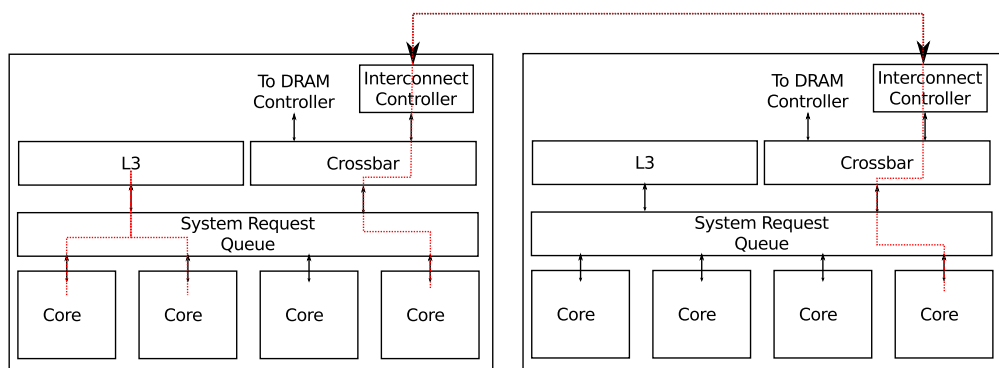 To DRAM
Controller
Interconnect
Controller
L3
Crossbar
System Request
Queue
Core
Core
Core
Core
To DRAM
Controller
Interconnect
Controller
L3
Crossbar
System Request
Queue
Core
Core
Core
Core